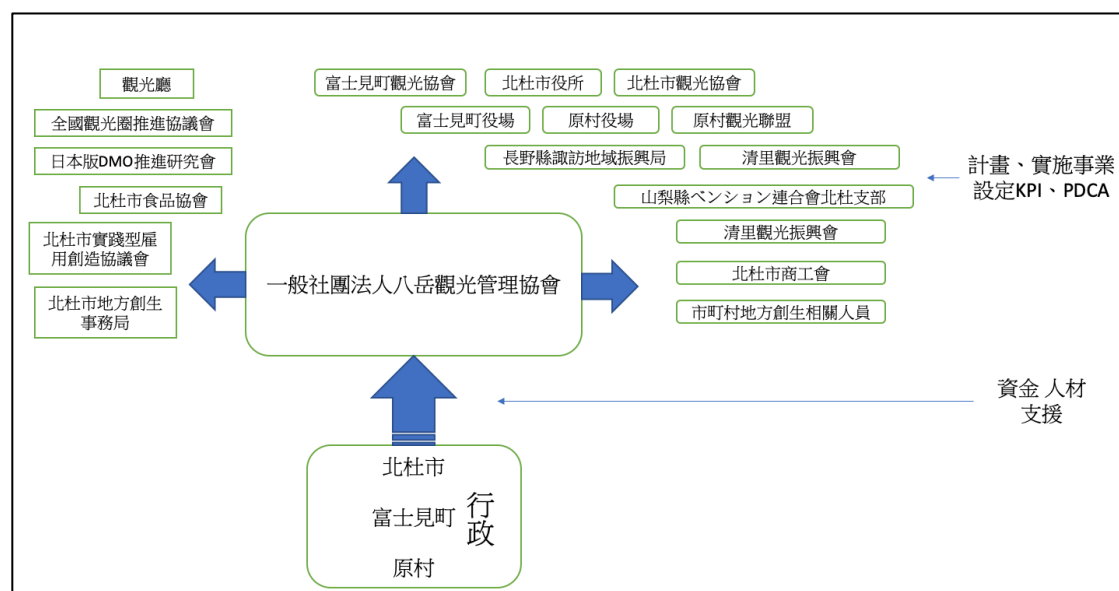 觀光廳
全國觀光圈推進協議會
日本版DMO推進研究會
北杜市食品協會
北杜市實踐型雇
用創造協議會
北杜市地方創生
事務局
富士見町觀光協會
北杜市役所
北杜市觀光協會
富士見町役場
原村役場
原村觀光聯盟
長野縣諏訪地域振興局
清里觀光振興會
山梨縣ペンション連合會北杜支部
清里觀光振興會
北杜市商工會
市町村地方創生相關人員
計畫、實施事業
設定KPI、PDCA
一般社團法人八岳觀光管理協會
資金 人材
支援
北杜市
富士見町
原村
行政